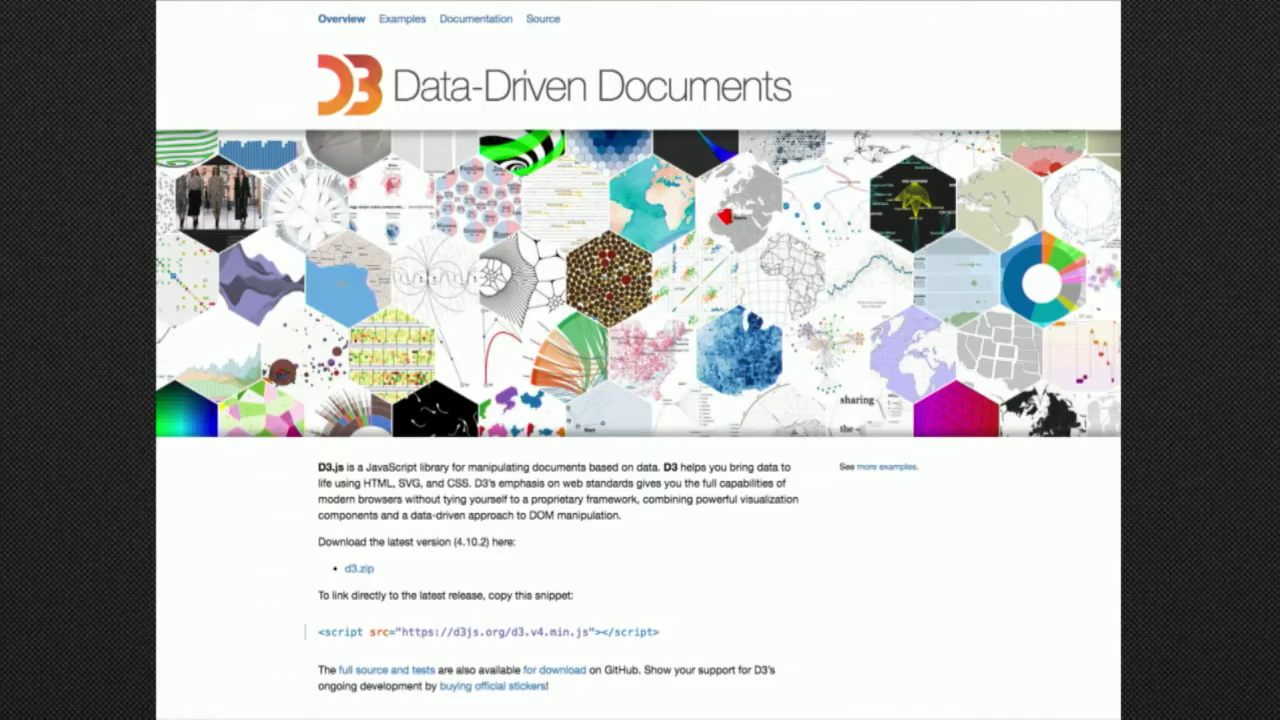 Overview Examples Documentation Source
D3 Data-Driven Documents
sharing
the
D3.js is a JavaScript library for manipulating documents based on data. D3 helps you bring data to
life using HTML, SVG, and CSS. D3's emphasis on web standards gives you the full capabilities of
modern browsers without tying yourself to a proprietary framework, combining powerful visualization
components and a data-driven approach to DOM manipulation.
See more examples.
Download the latest version (4.10.2) here:
• d3.zip
To link directly to the latest release, copy this snippet:
<script src="https://d3js.org/d3.v4.min.js"></script>
The full source and tests are also available for download on GitHub. Show your support for D3's
ongoing development by buying official stickers!